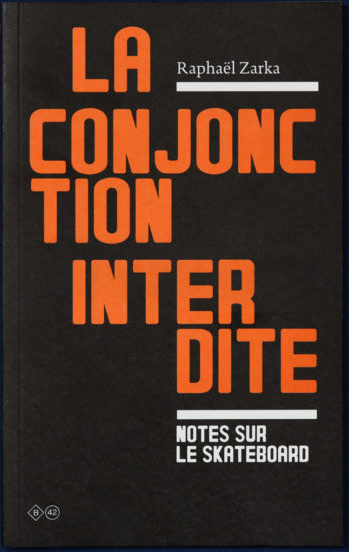 LA
Raphaël Zarka
CONJONC
TION
INTER
DITE
NOTES SUR
LE SKATEBOARD
B 42